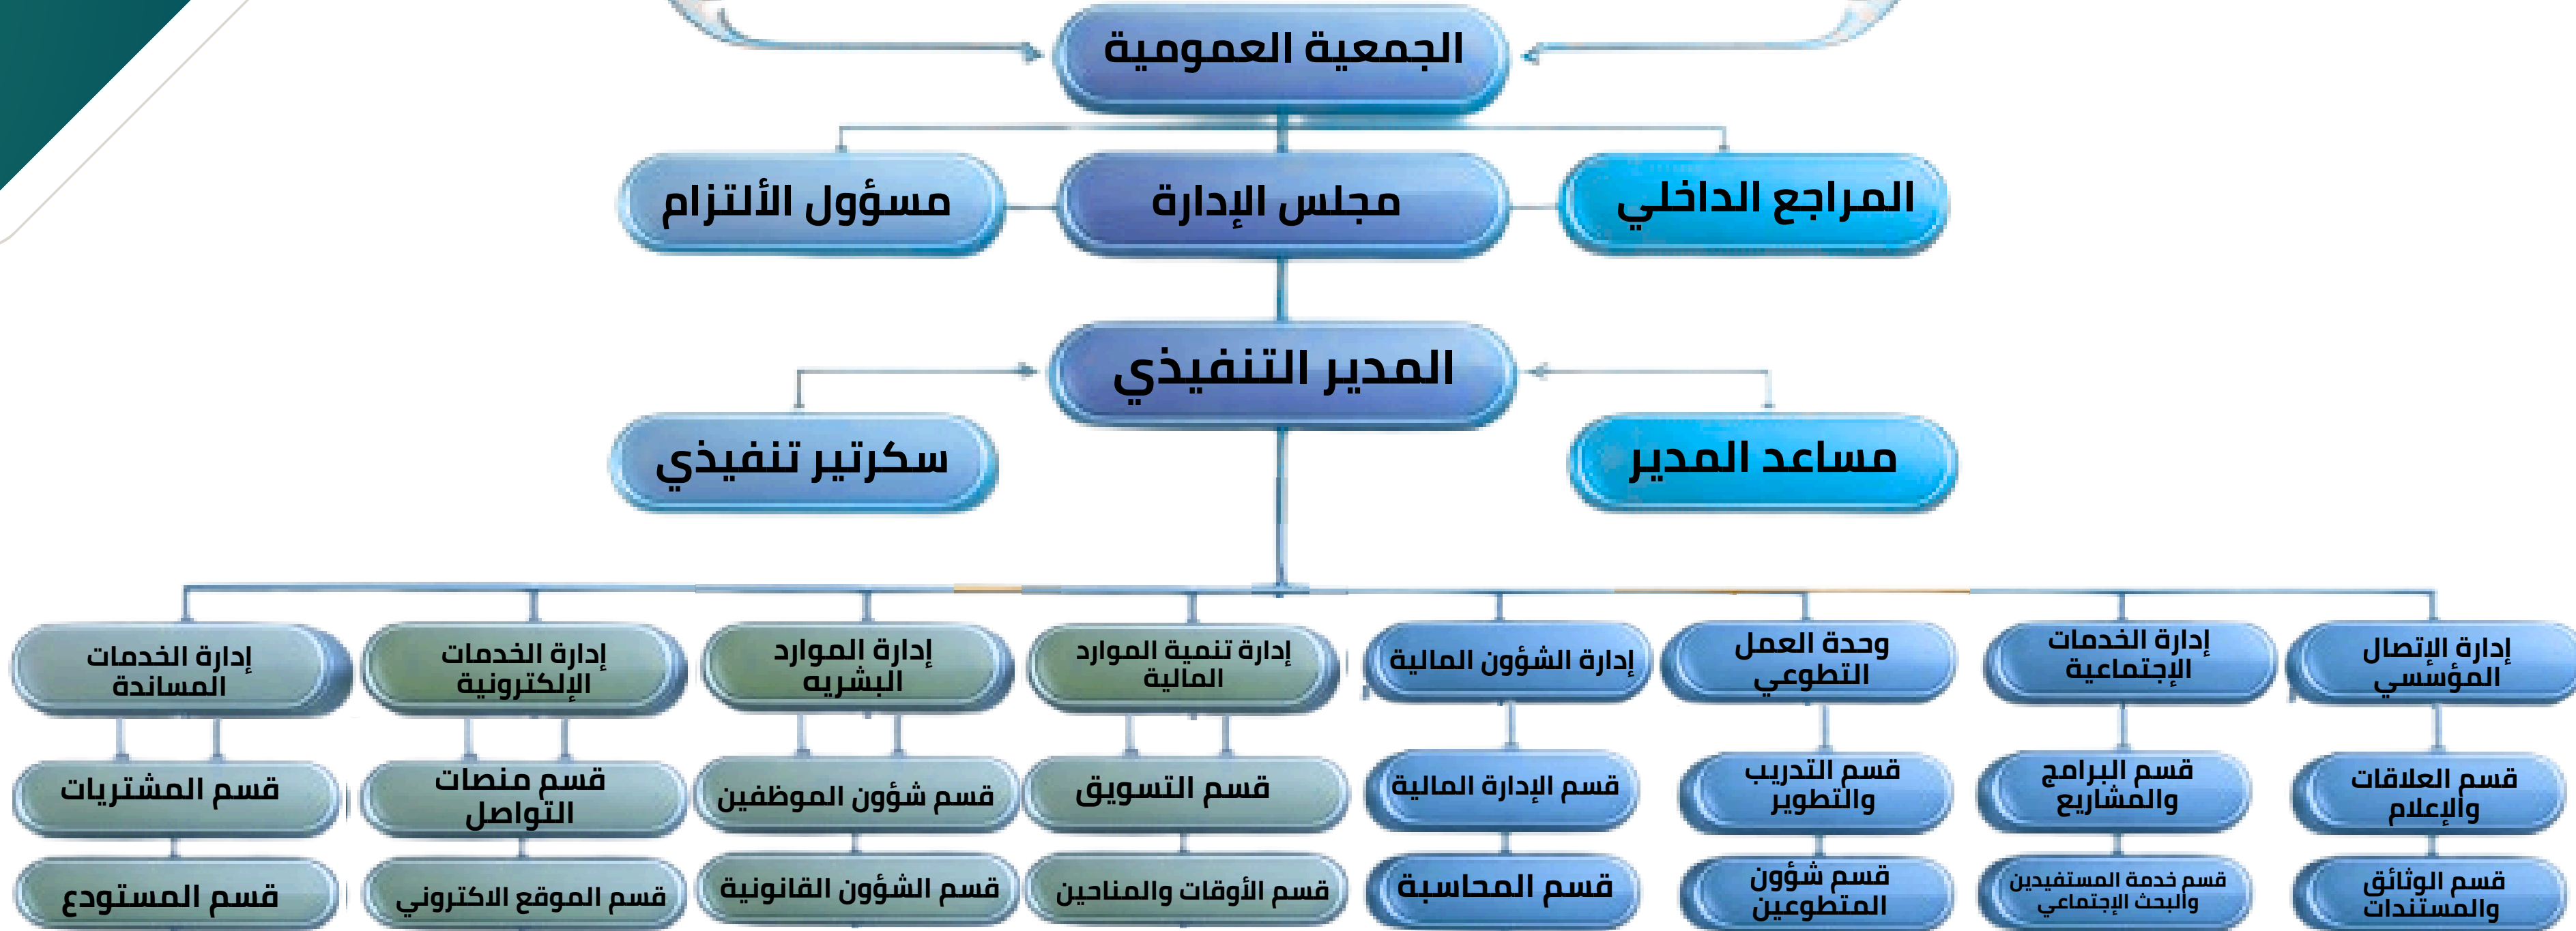 الجمعية العمومية
المراجع الداخلي
مجلس الإدارة
مسؤول الألتزام
المدير التنفيذي
مساعد المدير
سكرتير تنفيذي
إدارة الإتصال
المؤسسي
إدارة الخدمات
الإجتماعية
وحدة العمل
التطوعي
إدارة الشؤون المالية
إدارة تنمية الموارد
المالية
إدارة الموارد
البشريه
إدارة الخدمات
الإلكترونية
إدارة الخدمات
المساندة
قسم العلاقات
والإعلام
قسم البرامج
والمشاريع
قسم التدريب
والتطوير
قسم الإدارة المالية
قسم التسويق
قسم شؤون الموظفين
قسم منصات
التواصل
قسم المشتريات
قسم الوثائق
والمستندات
قسم خدمة المستفيدين
والبحث الإجتماعي
قسم شؤون
المتطوعين
قسم المحاسبة
قسم الأوقات والمناحين
قسم الشؤون القانونية
قسم الموقع الاكتروني
قسم المستودع